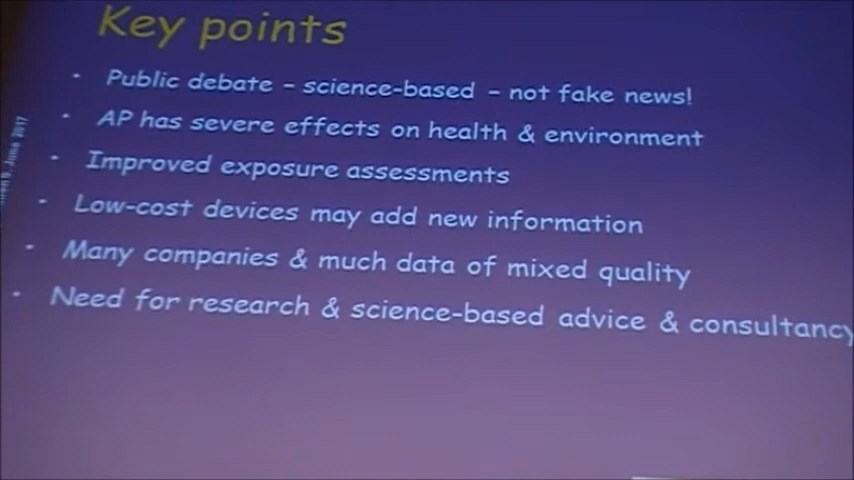 Key points
• Public debate – science-based – not fake news!
• AP has severe effects on health & environment
• Improved exposure assessments
• Low-cost devices may add new information
• Many companies & much data of mixed quality
• Need for research & science-based advice & consultancy
June 2017